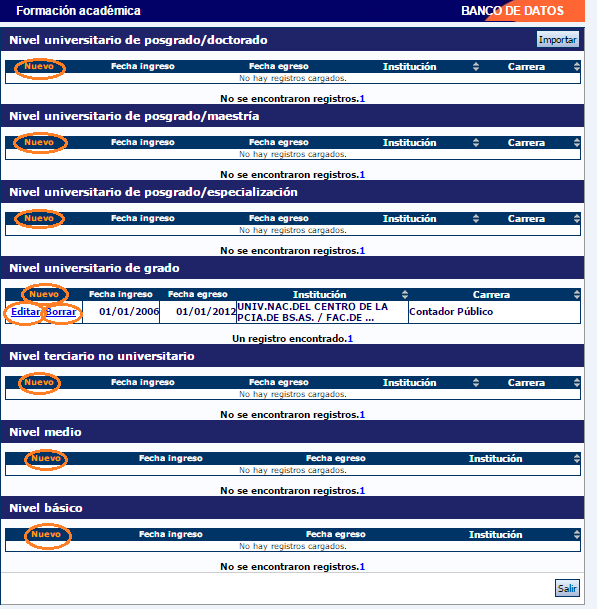 Formación académica BANCO DE DATOS
Nivel universitario de posgrado/doctorado Importar
Nuevo Fecha ingreso Fecha egreso Institución Carrera
No hay registros cargados.
No se encontraron registros.1
Nivel universitario de posgrado/maestría
Nuevo Fecha ingreso Fecha egreso Institución Carrera
No hay registros cargados.
No se encontraron registros.1
Nivel universitario de posgrado/especialización
Nuevo Fecha ingreso Fecha egreso Institución Carrera
No hay registros cargados.
No se encontraron registros.1
Nivel universitario de grado
Nuevo Fecha ingreso Fecha egreso Institución Carrera
Editar Borrar 01/01/2006 01/01/2012 UNIV.NAC.DEL CENTRO DE LA
PCIA.DE BS.AS. / FAC.DE ... Contador Público
Un registro encontrado.1
Nivel terciario no universitario
Nuevo Fecha ingreso Fecha egreso Institución Carrera
No hay registros cargados.
No se encontraron registros.1
Nivel medio
Nuevo Fecha ingreso Fecha egreso Institución
No hay registros cargados.
No se encontraron registros.1
Nivel básico
Nuevo Fecha ingreso Fecha egreso Institución
No hay registros cargados.
No se encontraron registros.1
Salir